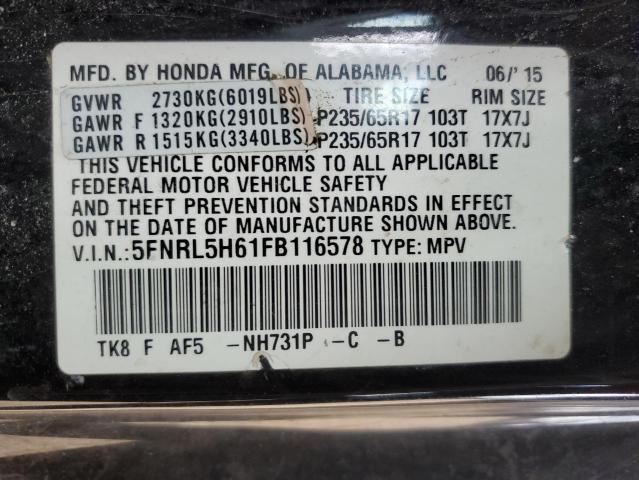 MFD. BY HONDA MFG. OF ALABAMA, LLC 06/'15
GVWR 2730KG(6019LBS) TIRE SIZE RIM SIZE
GAWR F 1320KG(2910LBS) P235/65R17 103T 17X7J
GAWR R 1515KG(3340LBS) P235/65R17 103T 17X7J
THIS VEHICLE CONFORMS TO ALL APPLICABLE
FEDERAL MOTOR VEHICLE SAFETY
AND THEFT PREVENTION STANDARDS IN EFFECT
ON THE DATE OF MANUFACTURE SHOWN ABOVE.
V.I.N.:5FNRL5H61FB116578 TYPE: MPV
TK8 F AF5 -NH731P -C -B